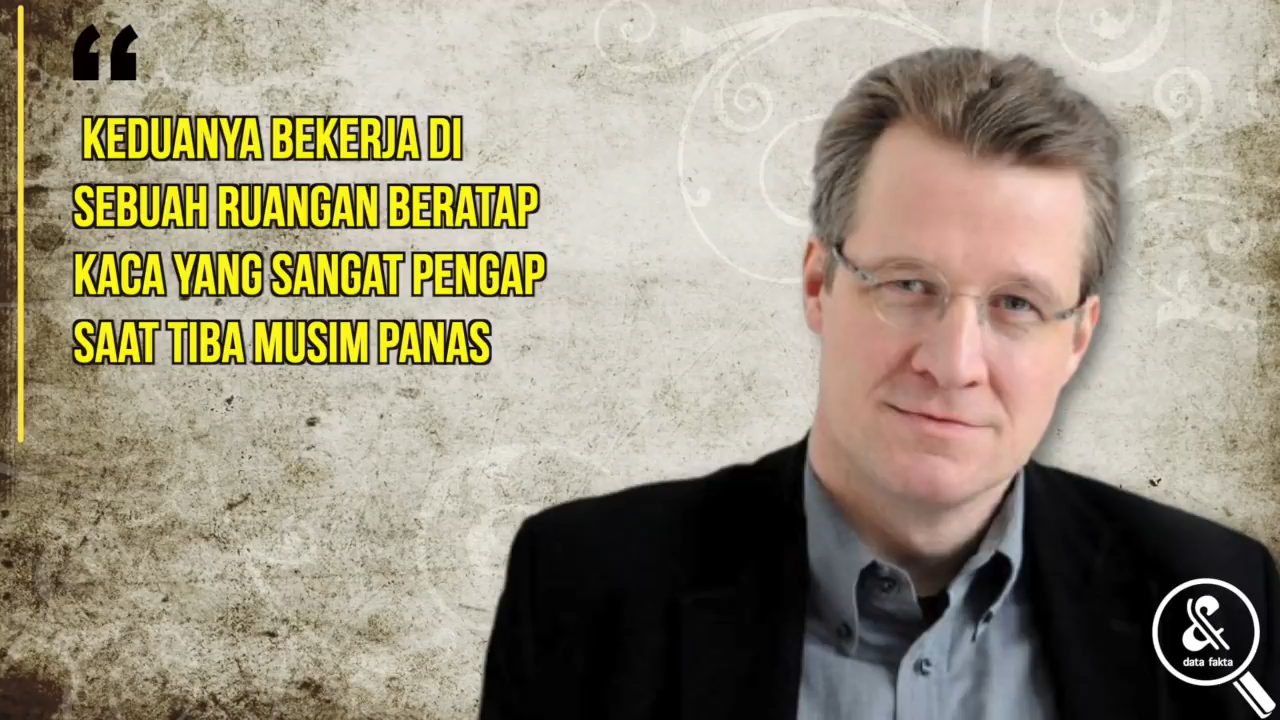 “
KEDUANYA BEKERJA DI
SEBUAH RUANGAN BERATAP
KACA YANG SANGAT PENGAP
SAAT TIBA MUSIM PANAS
&
data fakta